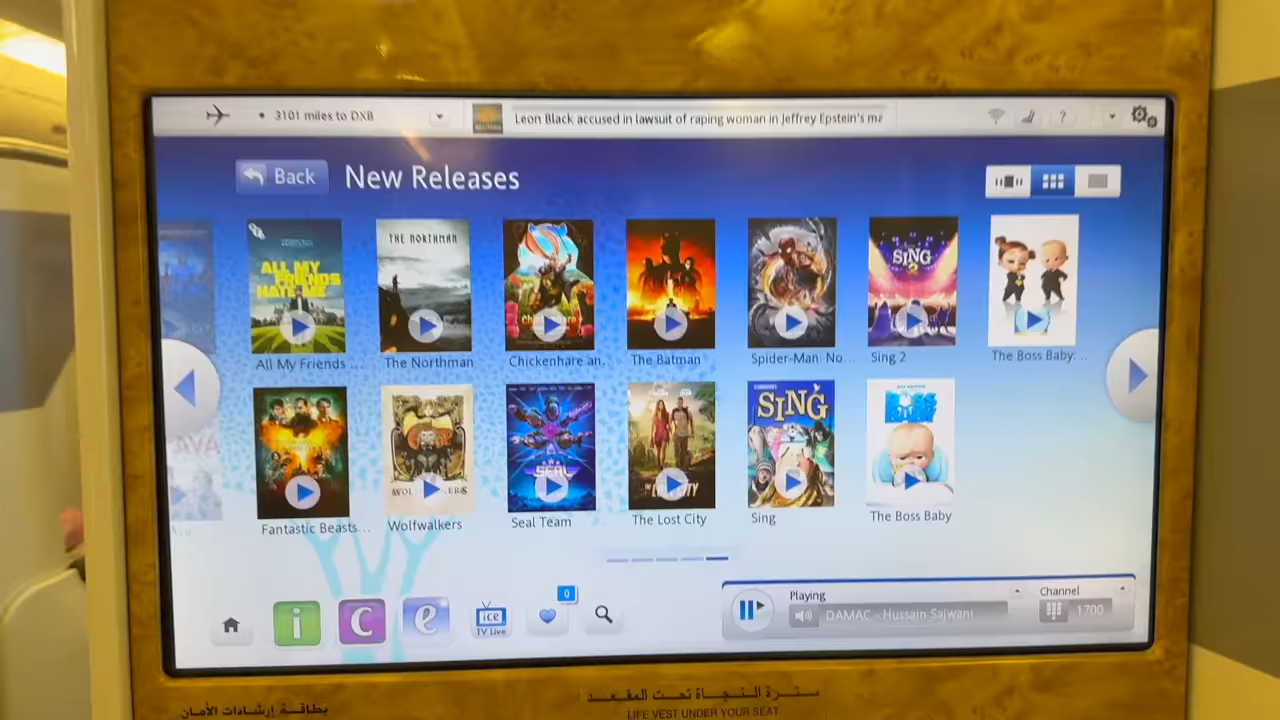 3101 miles to DXB
Leon Black accused in lawsuit of raping woman in Jeffrey Epstein's ma
?
Back
New Releases
ALL MY
FRIENDS
HATE ME
THE NORTHMAN
SING
2
All My Friends ...
The Northman
Chickenhare an...
The Batman
Spider-Man: No...
Sing 2
The Boss Baby: ...
SEAL
SING
BOSS
BABY
Fantastic Beasts...
Wolfwalkers
Seal Team
The Lost City
Sing
The Boss Baby
i
c
e
ice
TV Live
0
Playing
DAMAC - Hussain Sajwani
Channel
1700
سترة النجاة تحت المقعد
بطاقة إرشادات الأمان
LIFE VEST UNDER YOUR SEAT